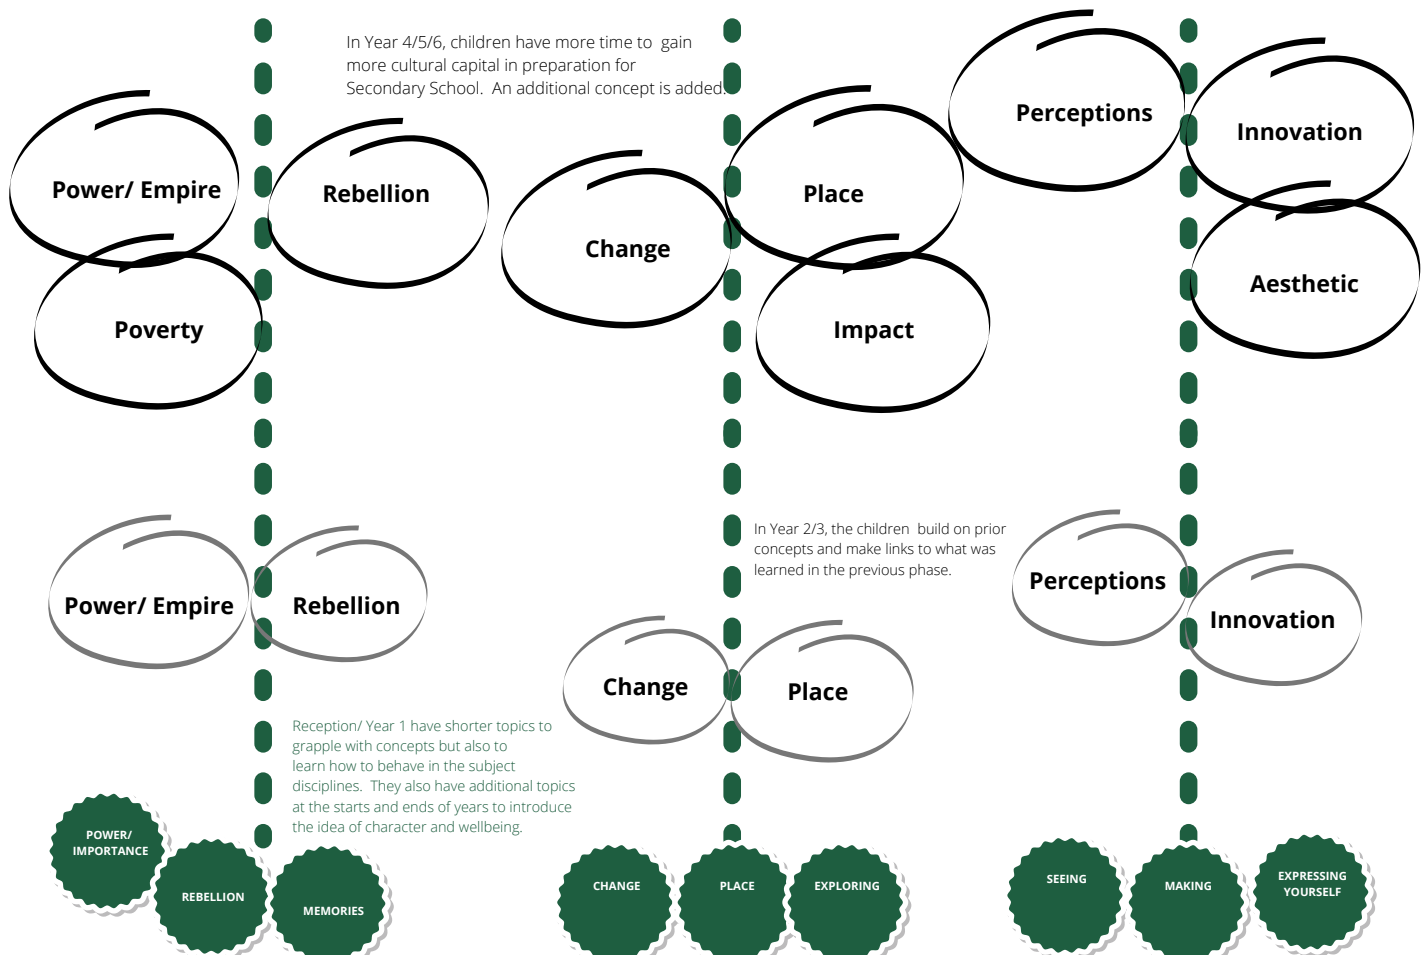 In Year 4/5/6, children have more time to gain
more cultural capital in preparation for
Secondary School. An additional concept is added.
Power/ Empire
Rebellion
Poverty
Change
Place
Impact
Perceptions
Innovation
Aesthetic
Power/ Empire
Rebellion
In Year 2/3, the children build on prior
concepts and make links to what was
learned in the previous phase.
Change
Place
Perceptions
Innovation
Reception/ Year 1 have shorter topics to
grapple with concepts but also to
learn how to behave in the subject
disciplines. They also have additional topics
at the starts and ends of years to introduce
the idea of character and wellbeing.
POWER/
IMPORTANCE
REBELLION
MEMORIES
CHANGE
PLACE
EXPLORING
SEEING
MAKING
EXPRESSING
YOURSELF